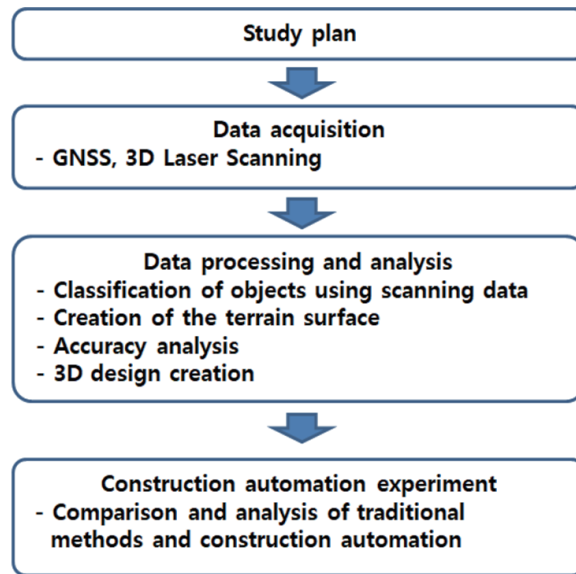 Study plan
Data acquisition
- GNSS, 3D Laser Scanning
Data processing and analysis
- Classification of objects using scanning data
- Creation of the terrain surface
- Accuracy analysis
- 3D design creation
Construction automation experiment
- Comparison and analysis of traditional
methods and construction automation